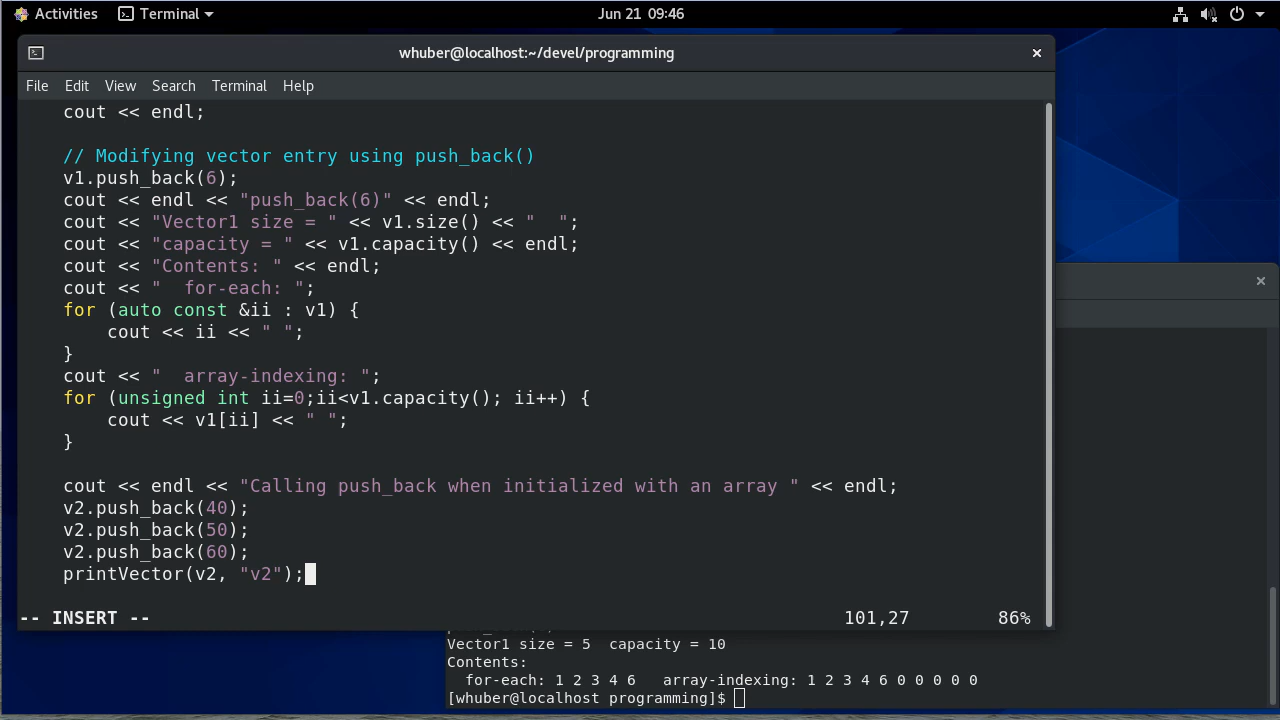 Activities Terminal Jun 21 09:46
whuber@localhost:~/devel/programming
File Edit View Search Terminal Help
cout << endl;
// Modifying vector entry using push_back()
v1.push_back(6);
cout << endl << "push_back(6)" << endl;
cout << "Vector1 size = " << v1.size() << "  ";
cout << "capacity = " << v1.capacity() << endl;
cout << "Contents: " << endl;
cout << "  for-each: ";
for (auto const &ii : v1) {
    cout << ii << " ";
}
cout << "  array-indexing: ";
for (unsigned int ii=0;ii<v1.capacity(); ii++) {
    cout << v1[ii] << " ";
}
cout << endl << "Calling push_back when initialized with an array " << endl;
v2.push_back(40);
v2.push_back(50);
v2.push_back(60);
printVector(v2, "v2");
-- INSERT -- 101,27 86%
Vector1 size = 5  capacity = 10
Contents:
  for-each: 1 2 3 4 6   array-indexing: 1 2 3 4 6 0 0 0 0 0
[whuber@localhost programming]$